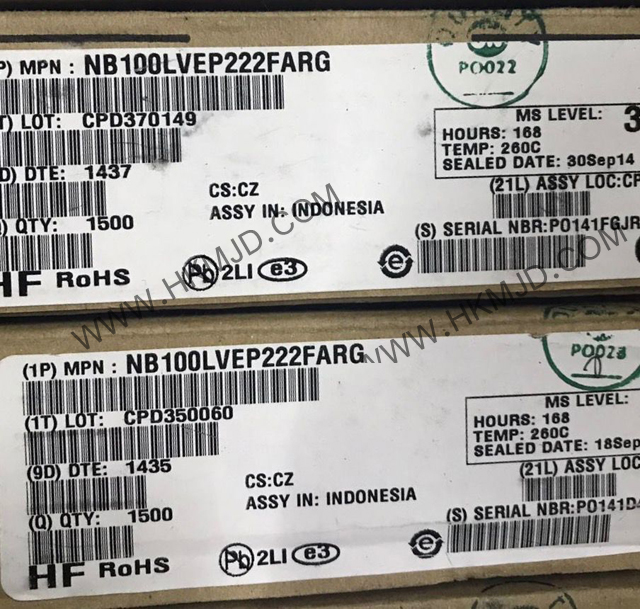 P) MPN : NB100LVEP222FARG
T) LOT: CPD370149
D) DTE: 1437
) QTY: 1500
HF RoHS
CS:CZ
ASSY IN: INDONESIA
Pb 2LI e3
e
PO022
MS LEVEL: 3
HOURS: 168
TEMP: 260C
SEALED DATE: 30Sep14
(21L) ASSY LOC:CP
(S) SERIAL NBR:P0141FGJR
WWW.HKMJD.COM
WWW.HKMJD.COM
(1P) MPN : NB100LVEP222FARG
(1T) LOT: CPD350060
(9D) DTE: 1435
(Q) QTY: 1500
HF RoHS
CS:CZ
ASSY IN: INDONESIA
Pb 2LI e3
e
MS LEVEL:
HOURS: 168
TEMP: 260C
SEALED DATE: 18Sep
(21L) ASSY LOC
(S) SERIAL NBR:P0141D